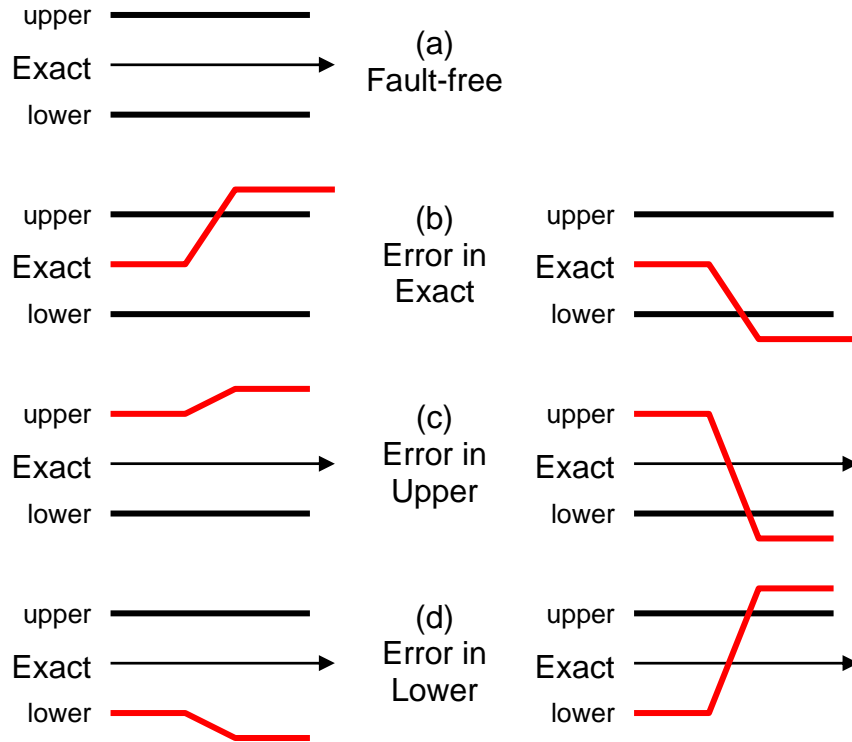 upper
Exact
lower
(a)
Fault-free
upper
Exact
lower
(b)
Error in
Exact
upper
Exact
lower
upper
Exact
lower
(c)
Error in
Upper
upper
Exact
lower
upper
Exact
lower
(d)
Error in
Lower
upper
Exact
lower